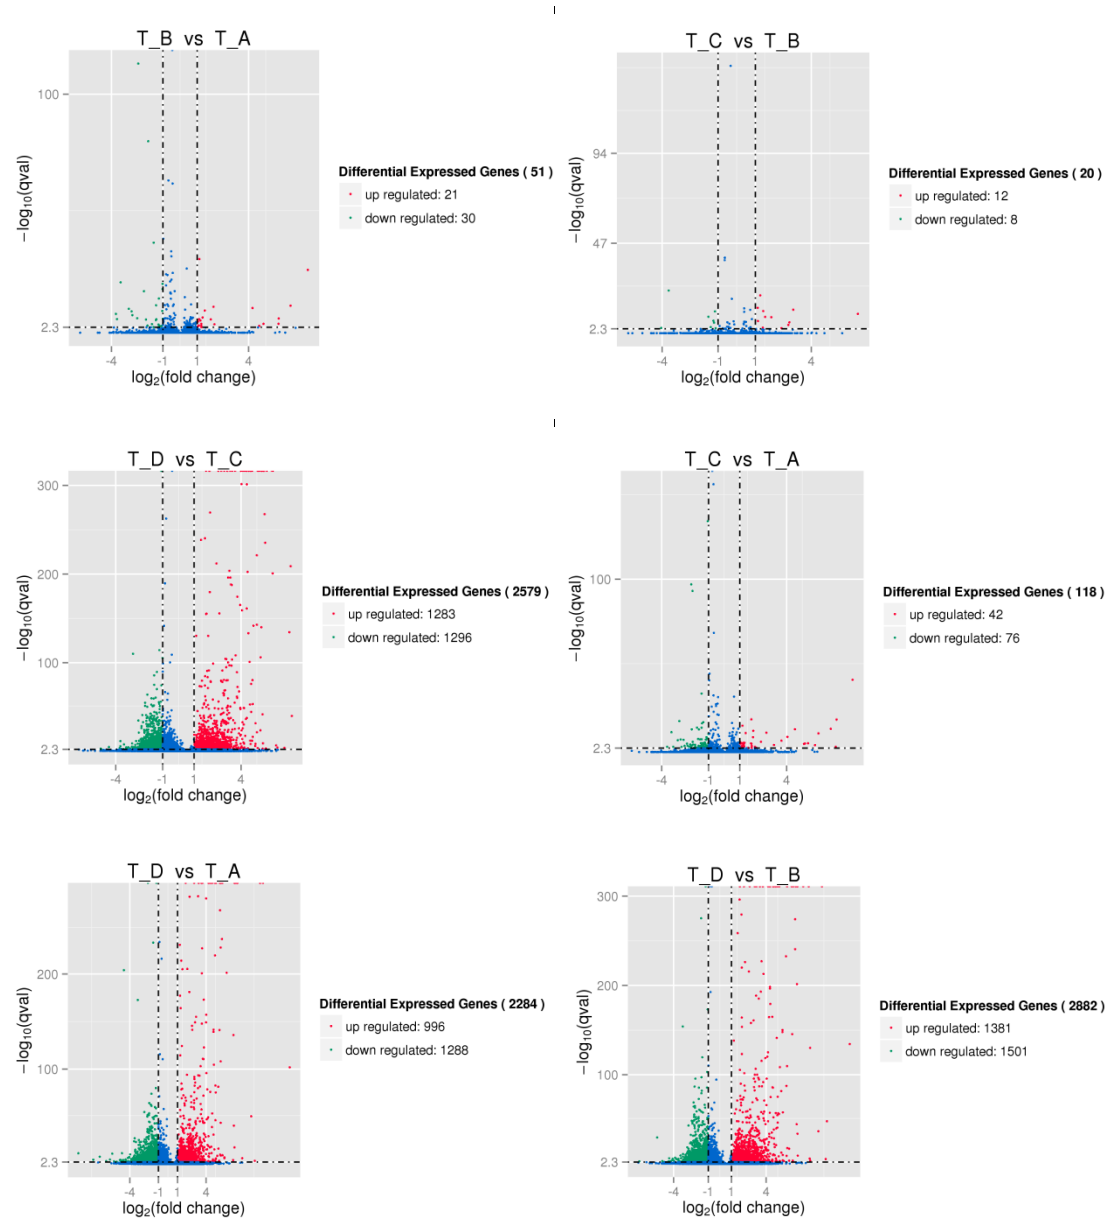 T_B vs T_A
100
2.3
-4
-1
1
4
−log10(qval)
log2(fold change)
Differential Expressed Genes ( 51 )
up regulated: 21
down regulated: 30
T_C vs T_B
94
47
2.3
-4
-1
1
4
−log10(qval)
log2(fold change)
Differential Expressed Genes ( 20 )
up regulated: 12
down regulated: 8
T_D vs T_C
300
200
100
2.3
-4
-1
1
4
−log10(qval)
log2(fold change)
Differential Expressed Genes ( 2579 )
up regulated: 1283
down regulated: 1296
T_C vs T_A
100
2.3
-4
-1
1
4
−log10(qval)
log2(fold change)
Differential Expressed Genes ( 118 )
up regulated: 42
down regulated: 76
T_D vs T_A
200
100
2.3
-4
-1
1
4
−log10(qval)
log2(fold change)
Differential Expressed Genes ( 2284 )
up regulated: 996
down regulated: 1288
T_D vs T_B
300
200
100
2.3
-4
-1
1
4
−log10(qval)
log2(fold change)
Differential Expressed Genes ( 2882 )
up regulated: 1381
down regulated: 1501